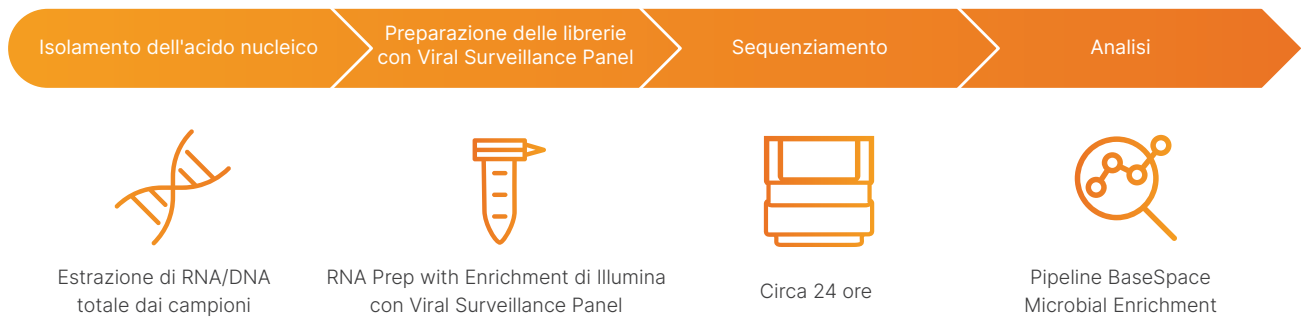 Isolamento dell'acido nucleico
Preparazione delle librerie
con Viral Surveillance Panel
Sequenziamento
Analisi
Estrazione di RNA/DNA
totale dai campioni
RNA Prep with Enrichment di Illumina
con Viral Surveillance Panel
Circa 24 ore
Pipeline BaseSpace
Microbial Enrichment